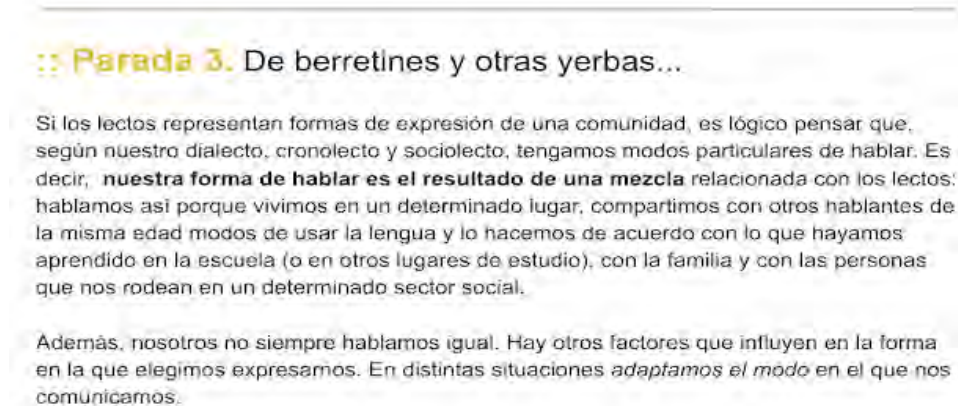 :: Parada 3. De berretines y otras yerbas...
Si los lectos representan formas de expresión de una comunidad, es lógico pensar que,
según nuestro dialecto, cronolecto y sociolecto, tengamos modos particulares de hablar. Es
decir, nuestra forma de hablar es el resultado de una mezcla relacionada con los lectos:
hablamos así porque vivimos en un determinado lugar, compartimos con otros hablantes de
la misma edad modos de usar la lengua y lo hacemos de acuerdo con lo que hayamos
aprendido en la escuela (o en otros lugares de estudio), con la familia y con las personas
que nos rodean en un determinado sector social.
Además, nosotros no siempre hablamos igual. Hay otros factores que influyen en la forma
en la que elegimos expresarnos. En distintas situaciones adaptamos el modo en el que nos
comunicamos.